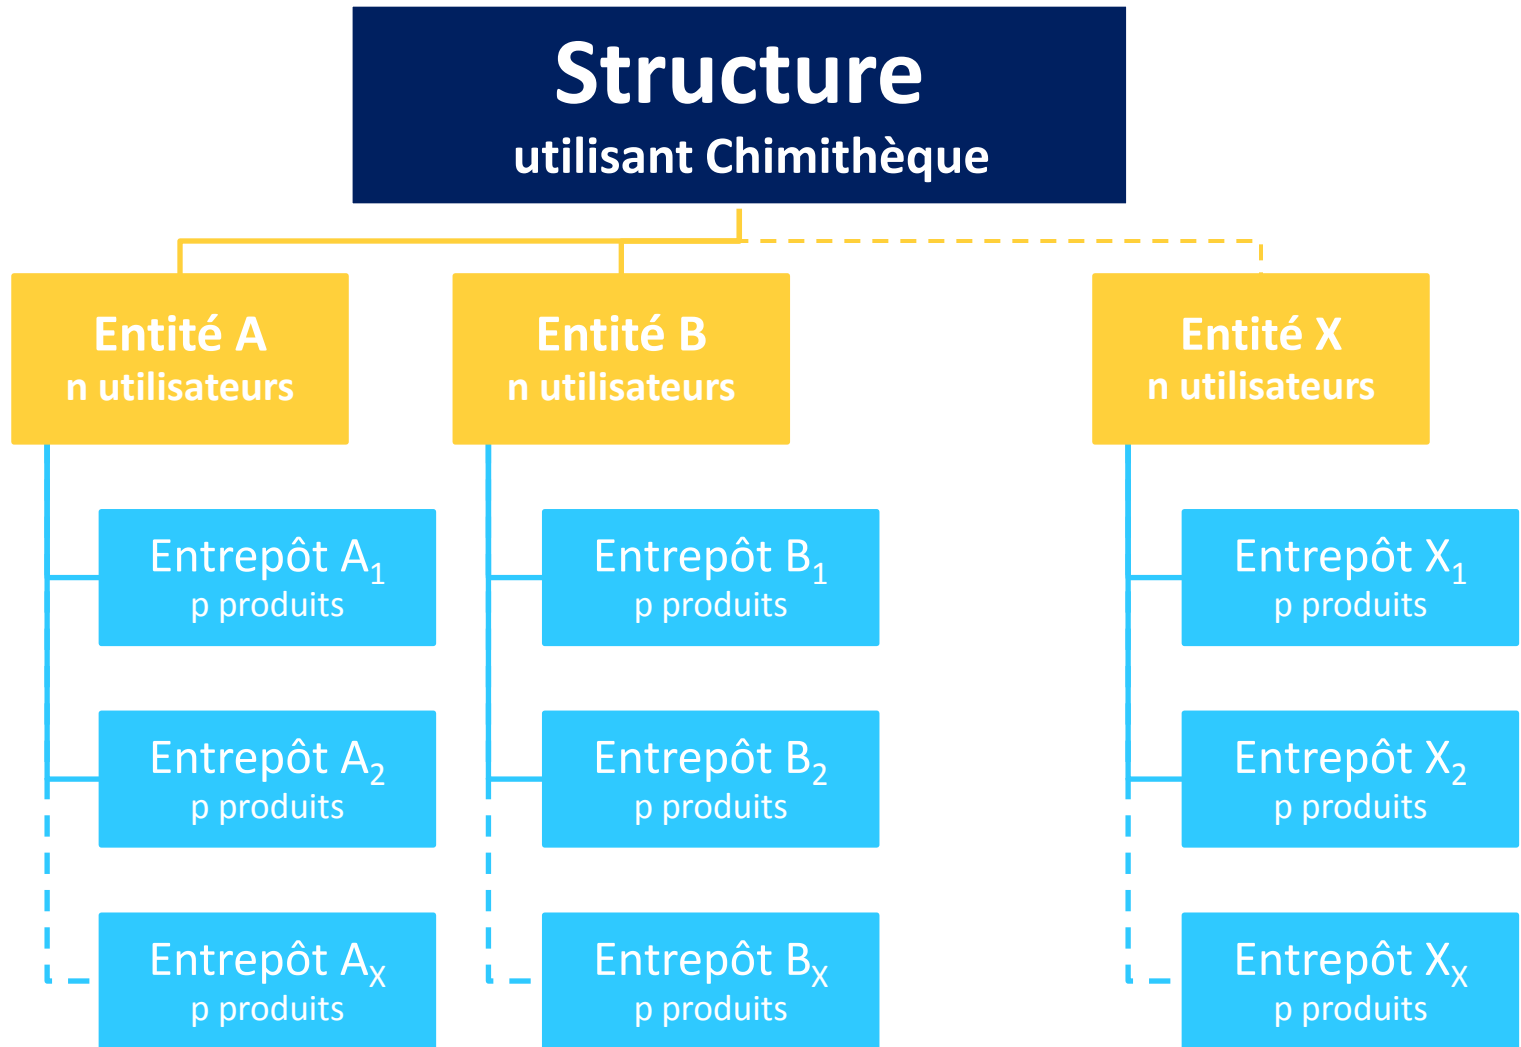 Structure
utilisant Chimithèque
Entité A
n utilisateurs
Entité B
n utilisateurs
Entité X
n utilisateurs
Entrepôt A₁
p produits
Entrepôt B₁
p produits
Entrepôt X₁
p produits
Entrepôt A₂
p produits
Entrepôt B₂
p produits
Entrepôt X₂
p produits
Entrepôt Aₓ
p produits
Entrepôt Bₓ
p produits
Entrepôt Xₓ
p produits